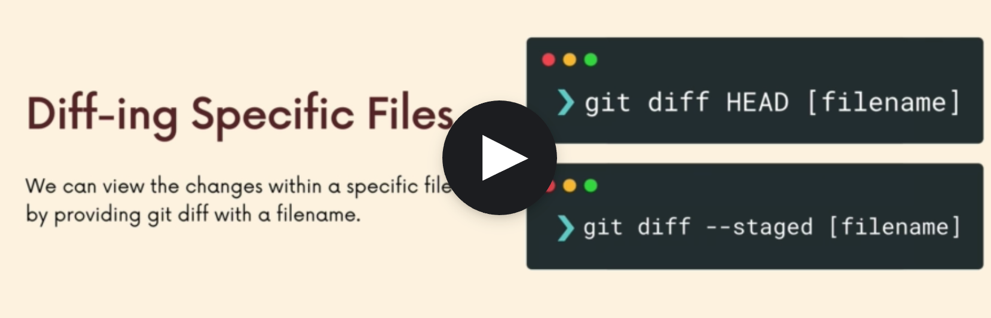 Diff-ing Specific Files
We can view the changes within a specific file
by providing git diff with a filename.
❯ git diff HEAD [filename]
❯ git diff --staged [filename]